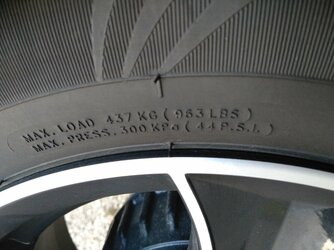 MAX. LOAD 437 KG ( 963 LBS )
MAX. PRESS. 300 KPa ( 44 P.S.I. )